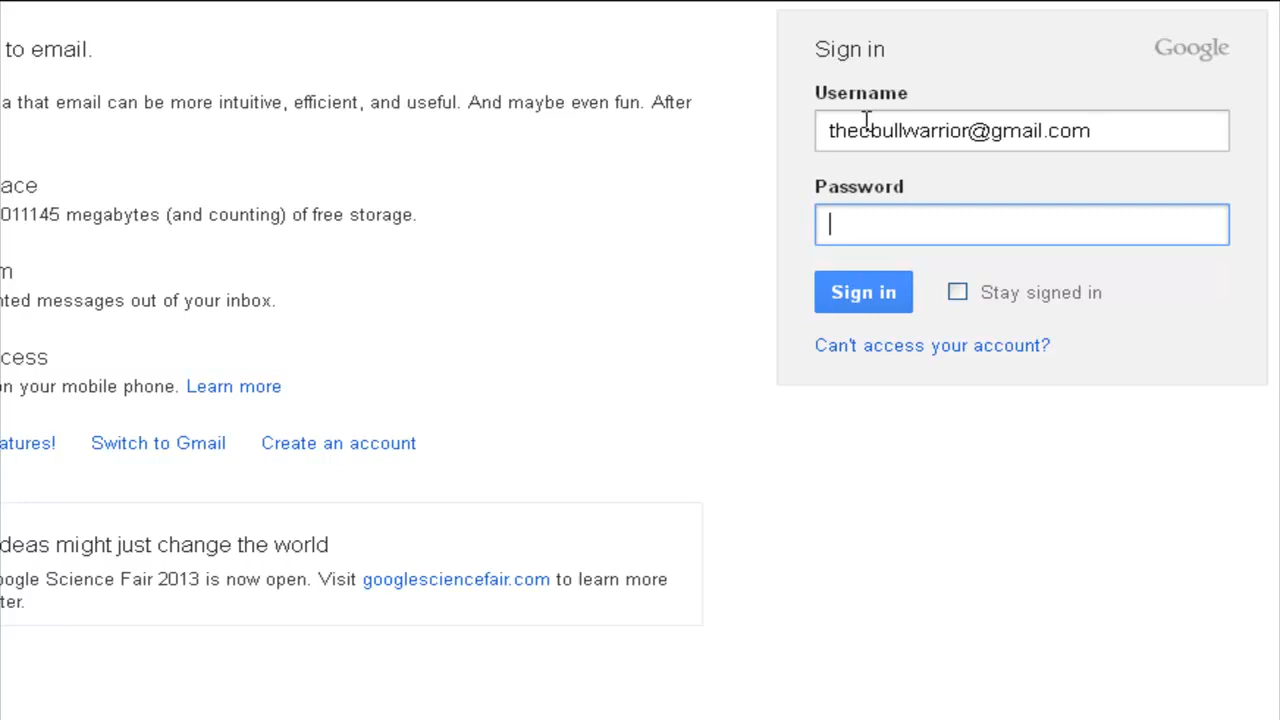 to email.
a that email can be more intuitive, efficient, and useful. And maybe even fun. After
ace
011145 megabytes (and counting) of free storage.
m
nted messages out of your inbox.
cess
on your mobile phone. Learn more
atures! Switch to Gmail Create an account
deas might just change the world
oogle Science Fair 2013 is now open. Visit googlesciencefair.com to learn more
ter.
Sign in Google
Username
thecbullwarrior@gmail.com
Password
Sign in Stay signed in
Can't access your account?